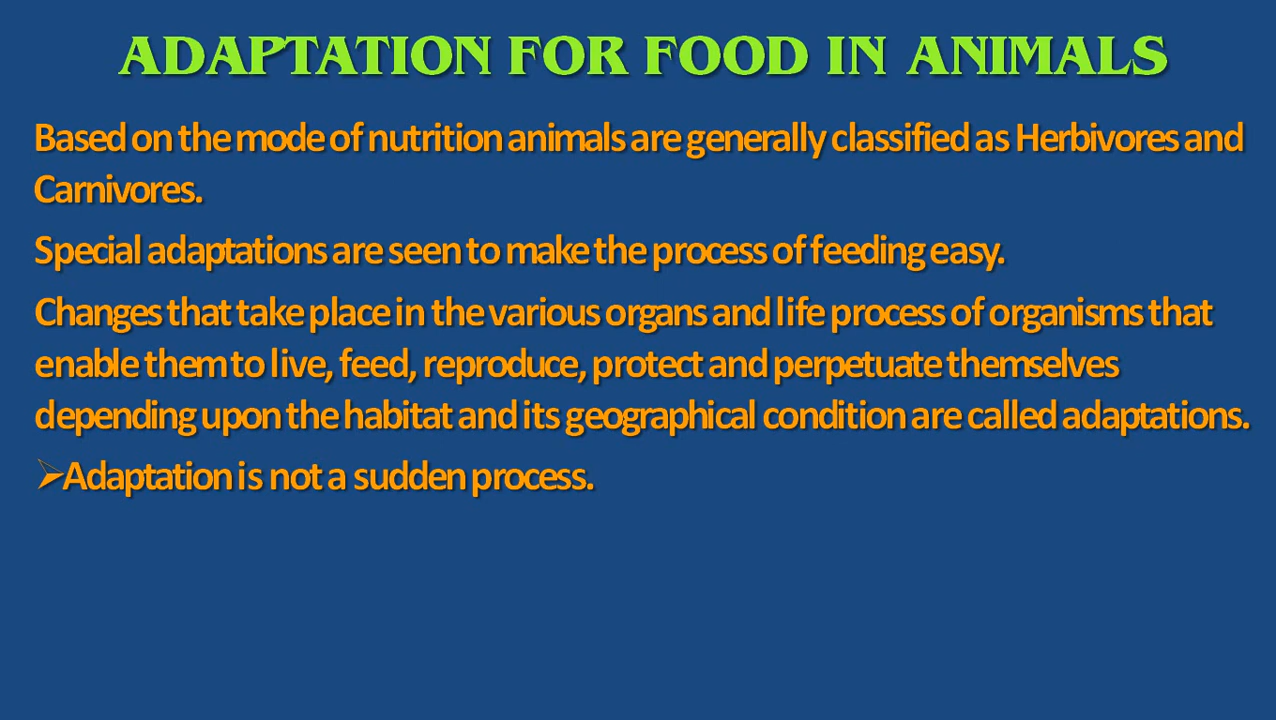 ADAPTATION FOR FOOD IN ANIMALS
Based on the mode of nutrition animals are generally classified as Herbivores and
Carnivores.
Special adaptations are seen to make the process of feeding easy.
Changes that take place in the various organs and life process of organisms that
enable them to live, feed, reproduce, protect and perpetuate themselves
depending upon the habitat and its geographical condition are called adaptations.
➢Adaptation is not a sudden process.